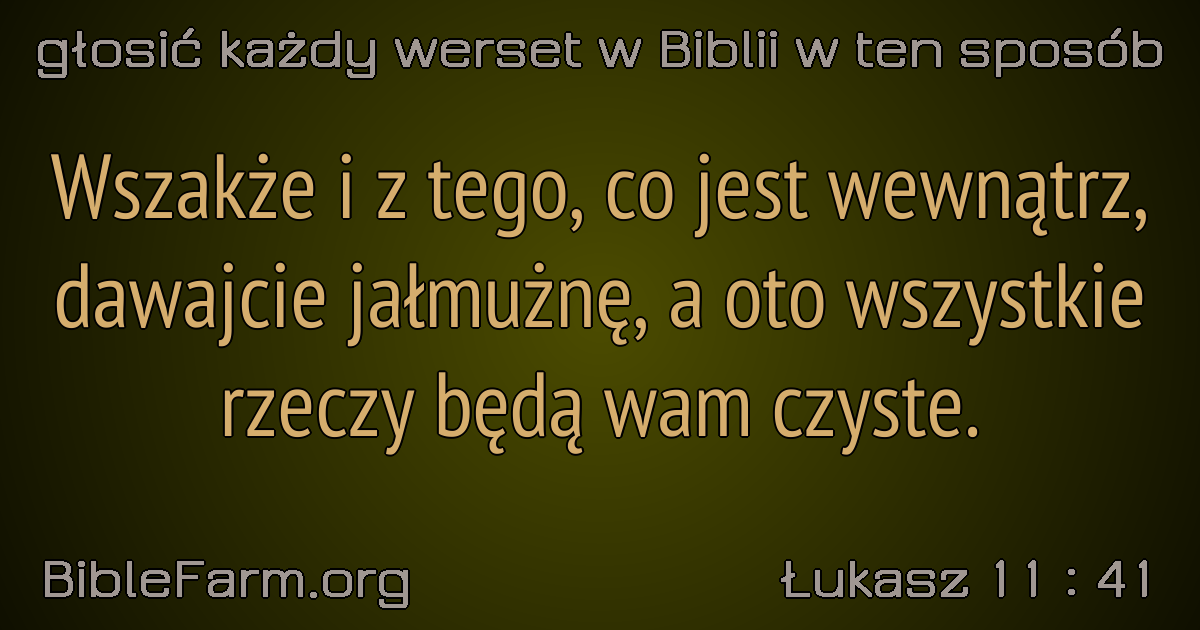 głosić każdy werset w Biblii w ten sposób
Wszakże i z tego, co jest wewnątrz,
dawajcie jałmużnę, a oto wszystkie
rzeczy będą wam czyste.
BibleFarm.org
Łukasz 11 : 41